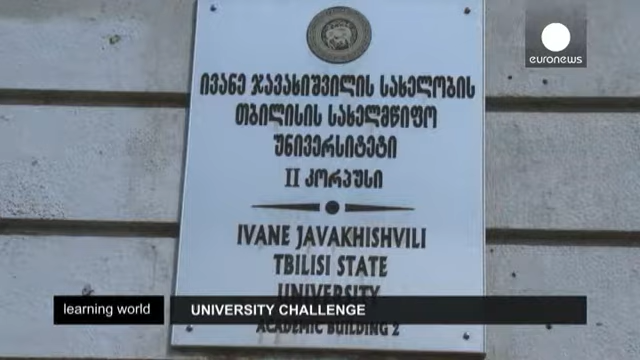 euronews
ივანე ჯავახიშვილის სახელობის
თბილისის სახელმწიფო
უნივერსიტეტი
II კორპუსი
IVANE JAVAKHISHVILI
TBILISI STATE
UNIVERSITY
learning world
UNIVERSITY CHALLENGE
ACADEMIC BUILDING 2